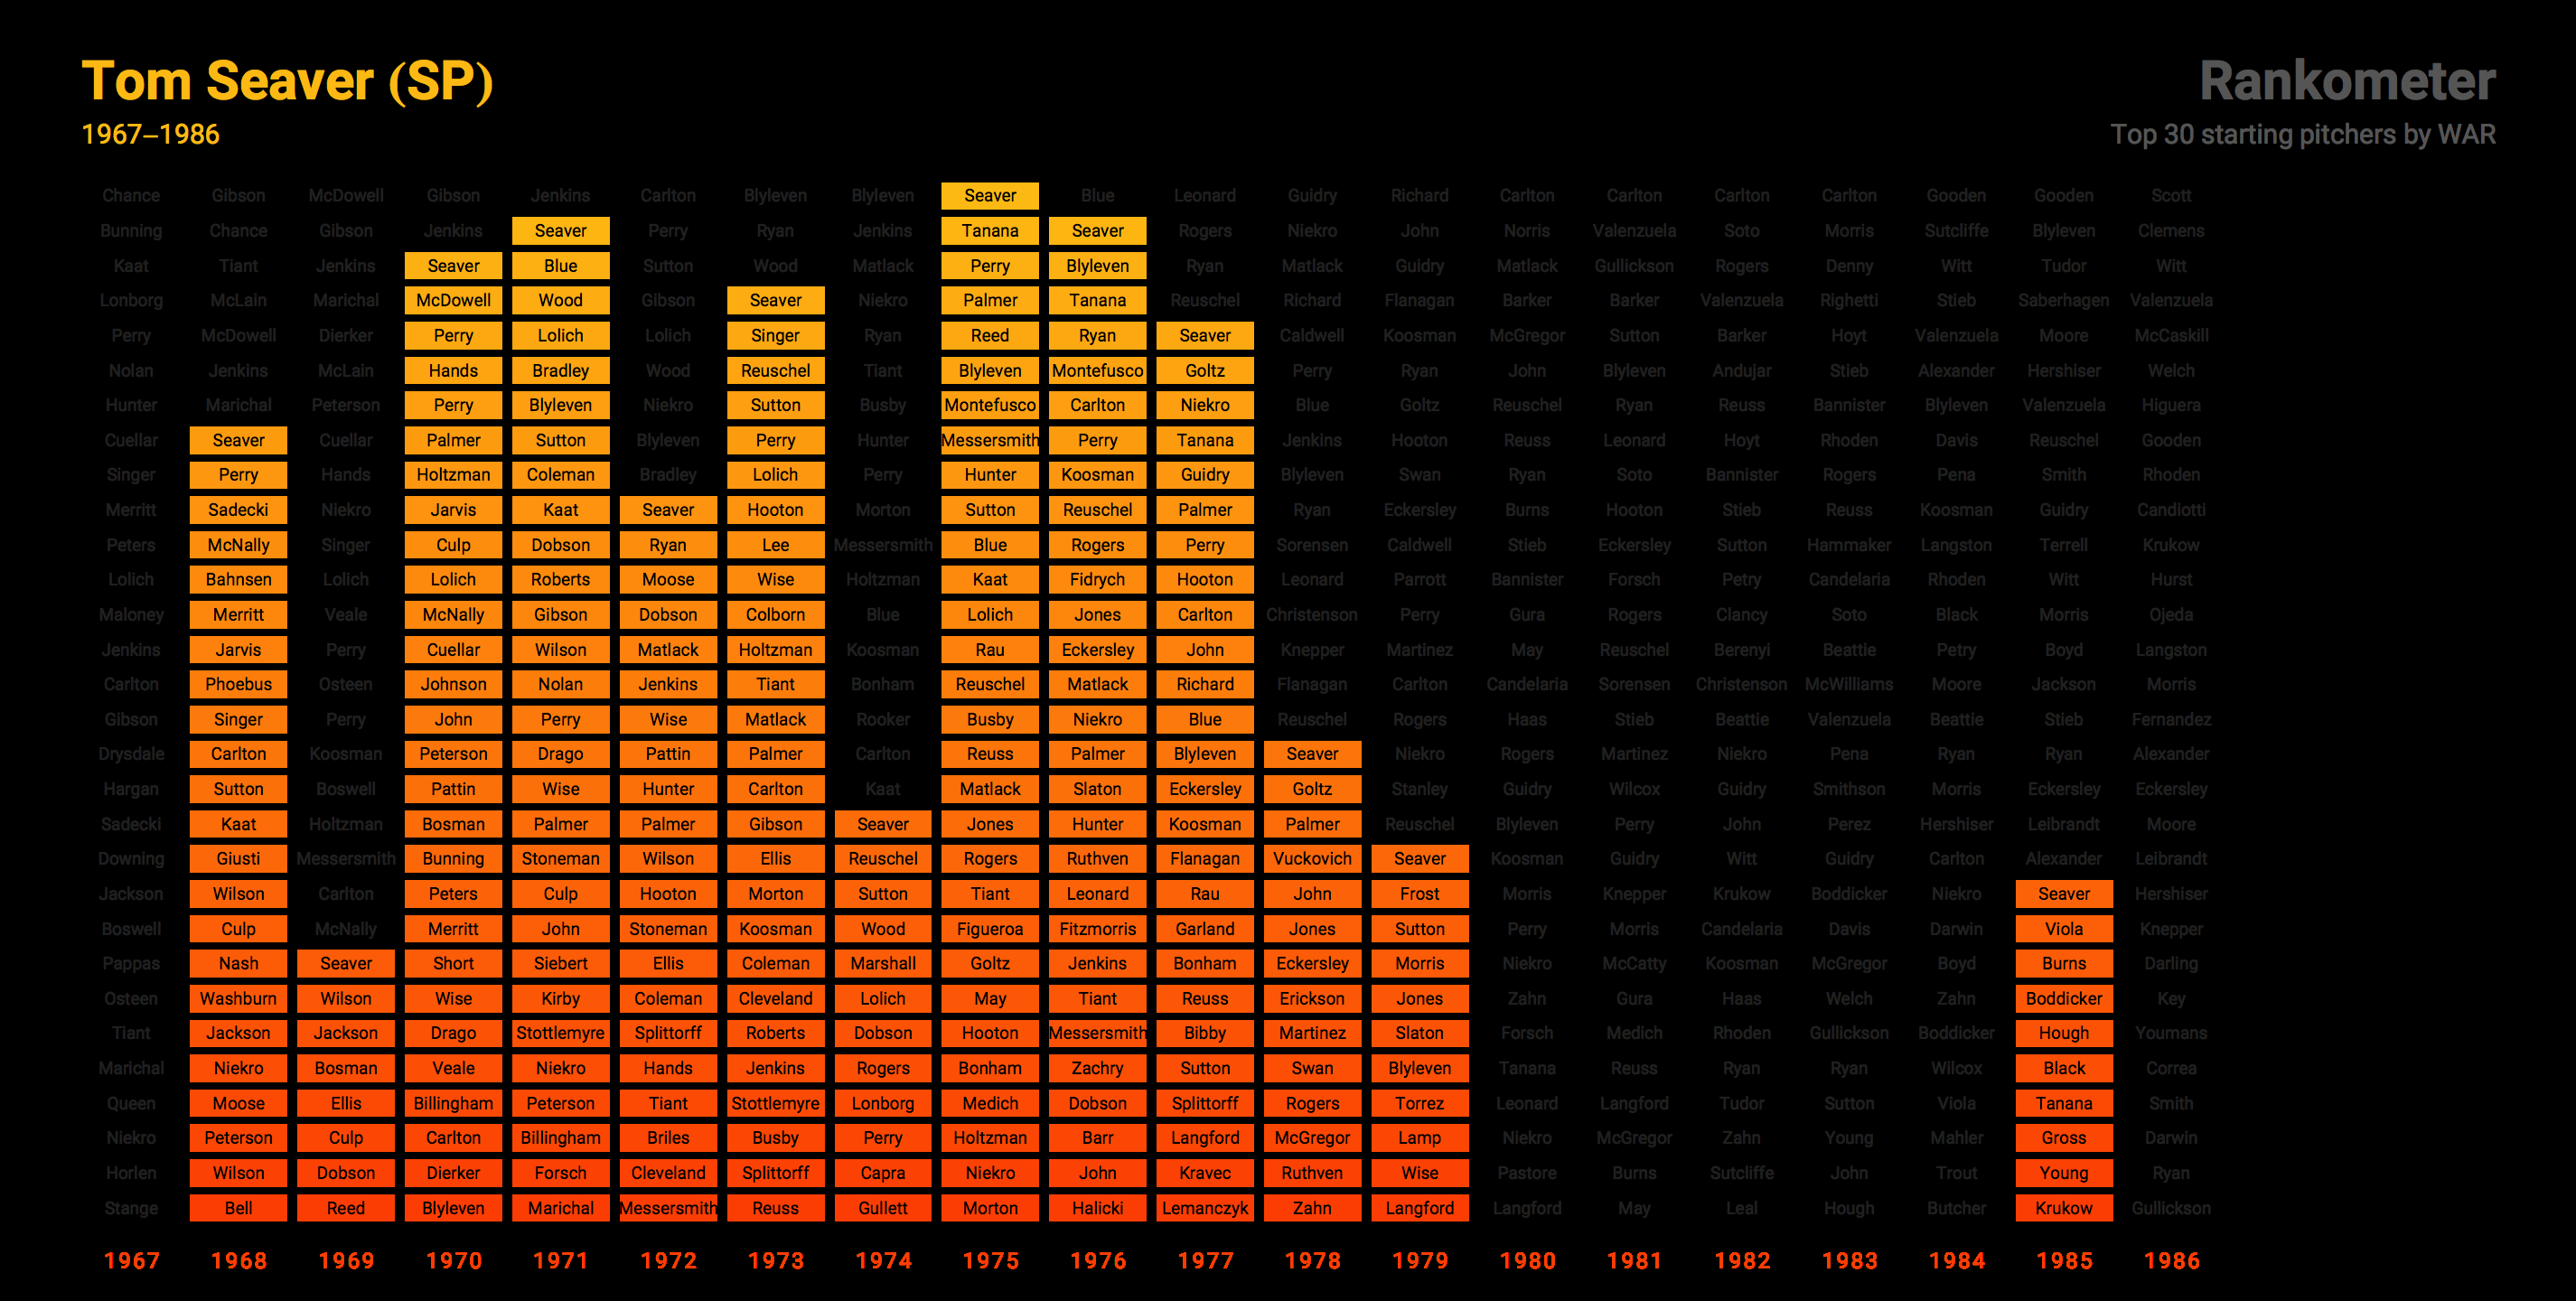 Tom Seaver (SP)
Rankometer
1967–1986
Top 30 starting pitchers by WAR
Chance Gibson McDowell Gibson Jenkins Carlton Blyleven Blyleven Seaver Blue Leonard Guidry Richard Carlton Carlton Carlton Carlton Gooden Gooden Scott
Bunning Chance Gibson Jenkins Seaver Perry Ryan Jenkins Tanana Seaver Rogers Niekro John Norris Valenzuela Soto Morris Sutcliffe Blyleven Clemens
Kaat Tiant Jenkins Seaver Blue Sutton Wood Matlack Perry Blyleven Ryan Matlack Guidry Matlack Gullickson Rogers Denny Witt Tudor Witt
Lonborg McLain Marichal McDowell Wood Gibson Seaver Niekro Palmer Tanana Reuschel Richard Flanagan Barker Barker Valenzuela Righetti Stieb Saberhagen Valenzuela
Perry McDowell Dierker Perry Lolich Lolich Singer Ryan Reed Ryan Seaver Caldwell Koosman McGregor Sutton Barker Hoyt Valenzuela Moore McCaskill
Nolan Jenkins McLain Hands Bradley Wood Reuschel Tiant Blyleven Montefusco Goltz Perry Ryan John Blyleven Andujar Stieb Alexander Hershiser Welch
Hunter Marichal Peterson Perry Blyleven Niekro Sutton Busby Montefusco Carlton Niekro Blue Goltz Reuschel Ryan Reuss Bannister Blyleven Valenzuela Higuera
Cuellar Seaver Cuellar Palmer Sutton Blyleven Perry Hunter Messersmith Perry Tanana Jenkins Hooton Reuss Leonard Hoyt Rhoden Davis Reuschel Gooden
Singer Perry Hands Holtzman Coleman Bradley Lolich Perry Hunter Koosman Guidry Blyleven Swan Ryan Soto Bannister Rogers Pena Smith Rhoden
Merritt Sadecki Niekro Jarvis Kaat Seaver Hooton Morton Sutton Reuschel Palmer Ryan Eckersley Burns Hooton Stieb Reuss Koosman Guidry Candiotti
Peters McNally Singer Culp Dobson Ryan Lee Messersmith Blue Rogers Perry Sorensen Caldwell Stieb Eckersley Sutton Hammaker Langston Terrell Krukow
Lolich Bahnsen Lolich Lolich Roberts Moose Wise Holtzman Kaat Fidrych Hooton Leonard Parrott Bannister Forsch Petry Candelaria Rhoden Witt Hurst
Maloney Merritt Veale McNally Gibson Dobson Colborn Blue Lolich Jones Carlton Christenson Perry Gura Rogers Clancy Soto Black Morris Ojeda
Jenkins Jarvis Perry Cuellar Wilson Matlack Holtzman Koosman Rau Eckersley John Knepper Martinez May Reuschel Berenyi Beattie Petry Boyd Langston
Carlton Phoebus Osteen Johnson Nolan Jenkins Tiant Bonham Reuschel Matlack Richard Flanagan Carlton Candelaria Sorensen Christenson McWilliams Moore Jackson Morris
Gibson Singer Perry John Perry Wise Matlack Rooker Busby Niekro Blue Reuschel Rogers Haas Stieb Beattie Valenzuela Beattie Stieb Fernandez
Drysdale Carlton Koosman Peterson Drago Pattin Palmer Carlton Reuss Palmer Blyleven Seaver Niekro Rogers Martinez Niekro Pena Ryan Ryan Alexander
Hargan Sutton Boswell Pattin Wise Hunter Carlton Kaat Matlack Slaton Eckersley Goltz Stanley Guidry Wilcox Guidry Smithson Morris Eckersley Eckersley
Sadecki Kaat Holtzman Bosman Palmer Palmer Gibson Seaver Jones Hunter Koosman Palmer Reuschel Blyleven Perry John Perez Hershiser Leibrandt Moore
Downing Giusti Messersmith Bunning Stoneman Wilson Ellis Reuschel Rogers Ruthven Flanagan Vuckovich Seaver Koosman Guidry Witt Guidry Carlton Alexander Leibrandt
Jackson Wilson Carlton Peters Culp Hooton Morton Sutton Tiant Leonard Rau John Frost Morris Knepper Krukow Boddicker Niekro Seaver Hershiser
Boswell Culp McNally Merritt John Stoneman Koosman Wood Figueroa Fitzmorris Garland Jones Sutton Perry Morris Candelaria Davis Darwin Viola Knepper
Pappas Nash Seaver Short Siebert Ellis Coleman Marshall Goltz Jenkins Bonham Eckersley Morris Niekro McCatty Koosman McGregor Boyd Burns Darling
Osteen Washburn Wilson Wise Kirby Coleman Cleveland Lolich May Tiant Reuss Erickson Jones Zahn Gura Haas Welch Zahn Boddicker Key
Tiant Jackson Jackson Drago Stottlemyre Splittorff Roberts Dobson Hooton Messersmith Bibby Martinez Slaton Forsch Medich Rhoden Gullickson Boddicker Hough Youmans
Marichal Niekro Bosman Veale Niekro Hands Jenkins Rogers Bonham Zachry Sutton Swan Blyleven Tanana Reuss Ryan Ryan Wilcox Black Correa
Queen Moose Ellis Billingham Peterson Tiant Stottlemyre Lonborg Medich Dobson Splittorff Rogers Torrez Leonard Langford Tudor Sutton Viola Tanana Smith
Niekro Peterson Culp Carlton Billingham Briles Busby Perry Holtzman Barr Langford McGregor Lamp Niekro McGregor Zahn Young Mahler Gross Darwin
Horlen Wilson Dobson Dierker Forsch Cleveland Splittorff Capra Niekro John Kravec Ruthven Wise Pastore Burns Sutcliffe John Trout Young Ryan
Stange Bell Reed Blyleven Marichal Messersmith Reuss Gullett Morton Halicki Lemanczyk Zahn Langford Langford May Leal Hough Butcher Krukow Gullickson
1967 1968 1969 1970 1971 1972 1973 1974 1975 1976 1977 1978 1979 1980 1981 1982 1983 1984 1985 1986